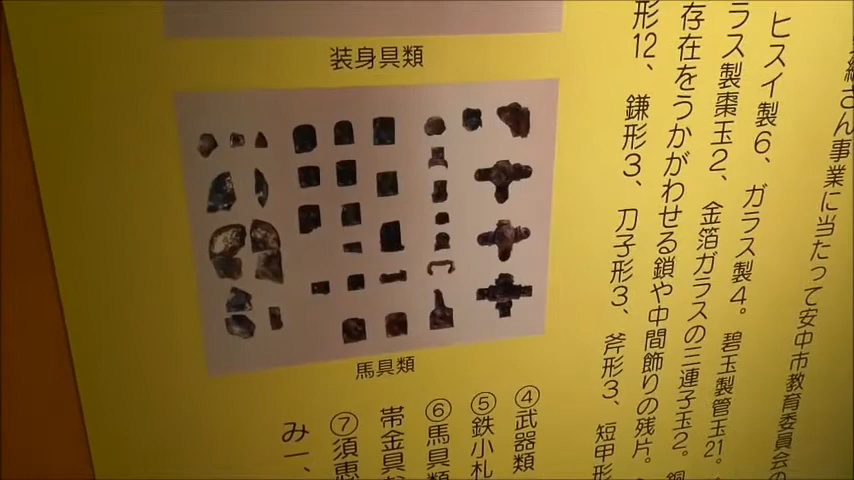 装身具類
馬具類
事業に当たって安中市教育委員会の
ヒスイ製6、ガラス製4。碧玉製管玉21。
ラス製棗玉2、金箔ガラスの三連子玉2。銅
存在をうかがわせる鎖や中間飾りの残片。
形12、鎌形3、刀子形3、斧形3、短甲形
④武器類
⑤鉄小札
⑥馬具類
帯金具
⑦須恵
み一、